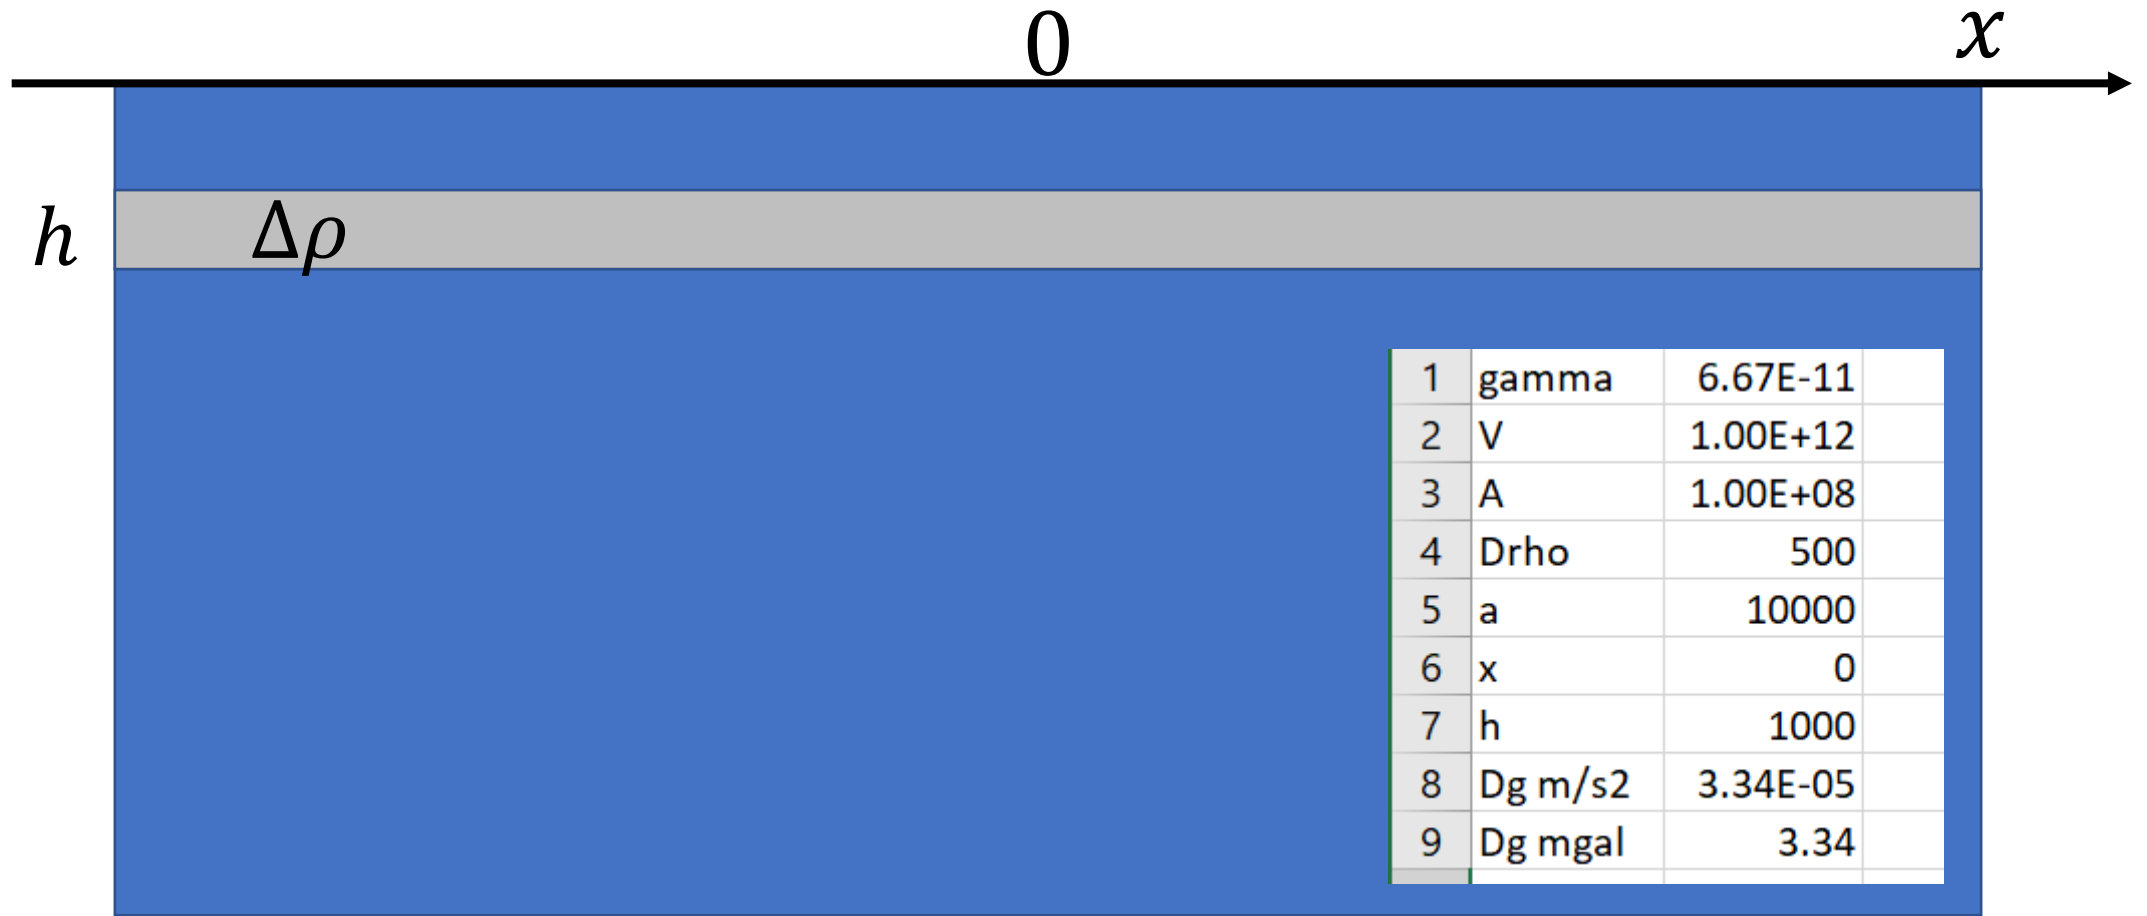 0
x
h
Δρ
1 gamma 6.67E-11
2 V 1.00E+12
3 A 1.00E+08
4 Drho 500
5 a 10000
6 x 0
7 h 1000
8 Dg m/s2 3.34E-05
9 Dg mgal 3.34